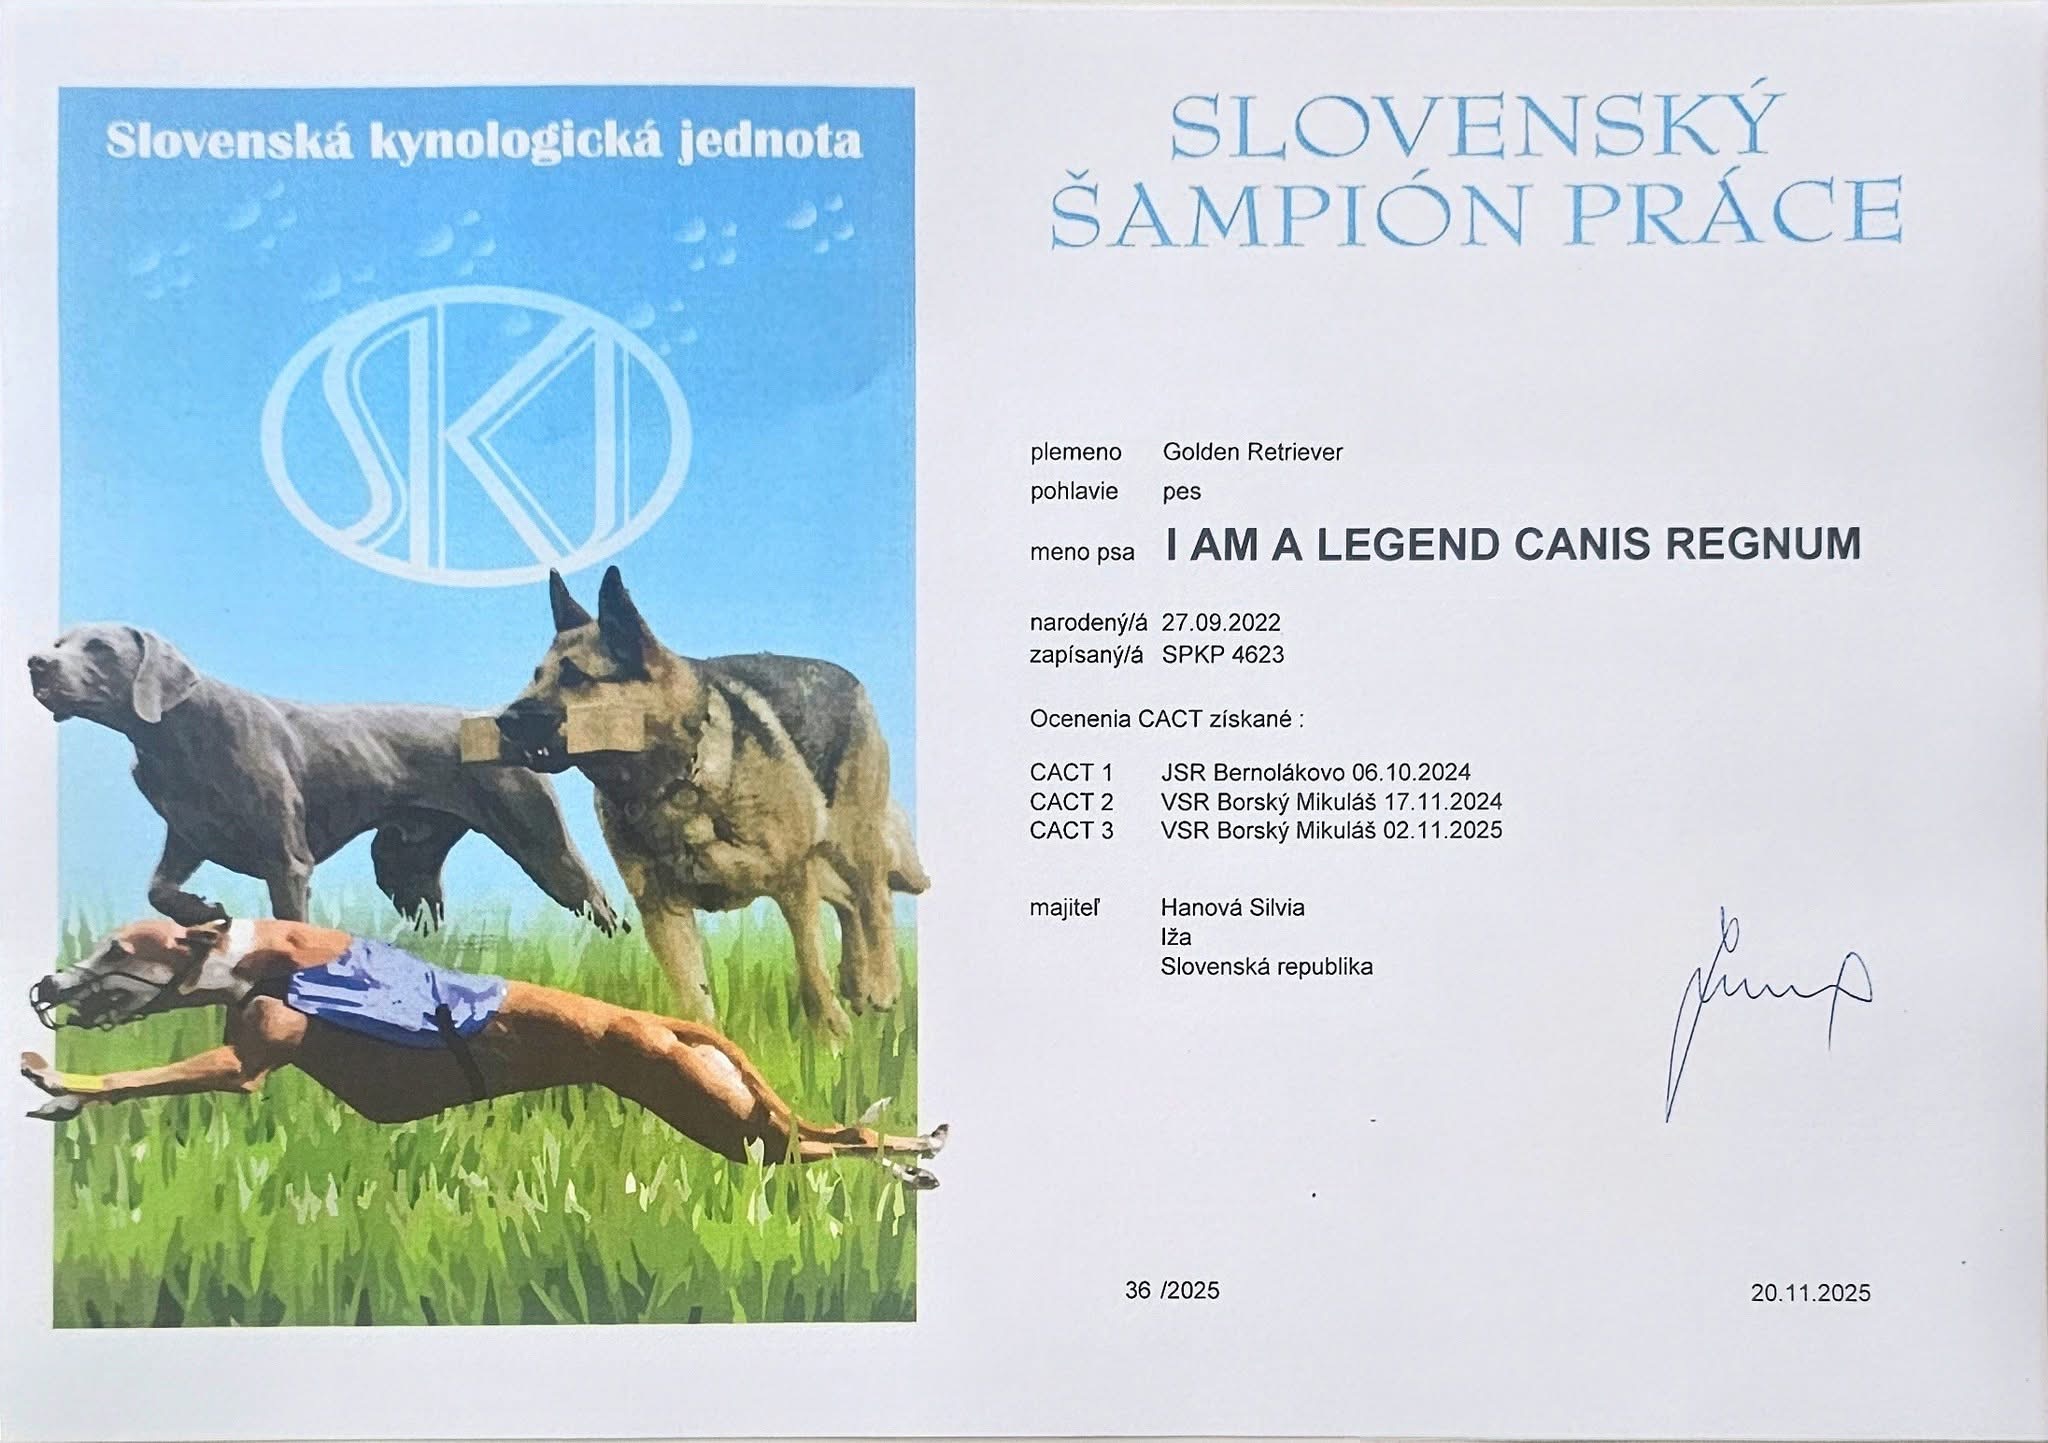 Slovenská kynologická jednota
SKJ
SLOVENSKÝ
ŠAMPIÓN PRÁCE
plemeno Golden Retriever
pohlavie pes
meno psa I AM A LEGEND CANIS REGNUM
narodený/á 27.09.2022
zapísaný/á SPKP 4623
Ocenenia CACT získané :
CACT 1 JSR Bernolákovo 06.10.2024
CACT 2 VSR Borský Mikuláš 17.11.2024
CACT 3 VSR Borský Mikuláš 02.11.2025
majiteľ Hanová Silvia
Iža
Slovenská republika
36 /2025 20.11.2025